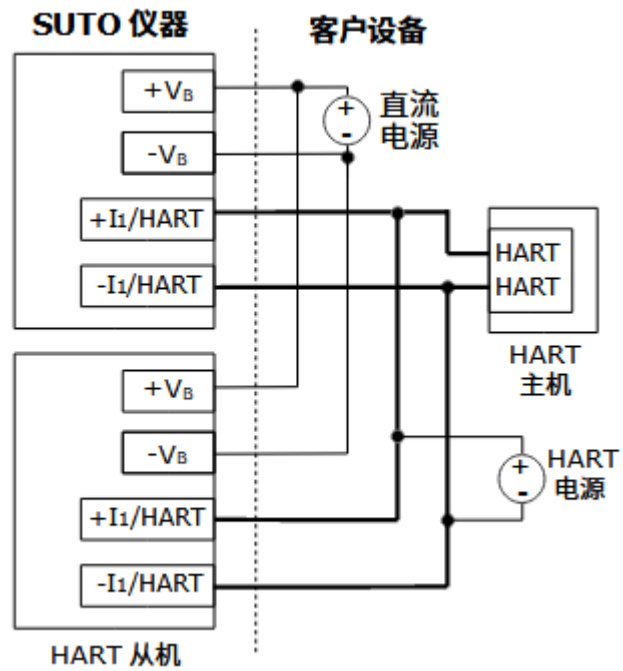 SUTO 仪器
客户设备
+VB
-VB
+I1/HART
-I1/HART
+
-
直流
电源
HART
HART
HART
主机
+VB
-VB
+I1/HART
-I1/HART
+
-
HART
电源
HART 从机